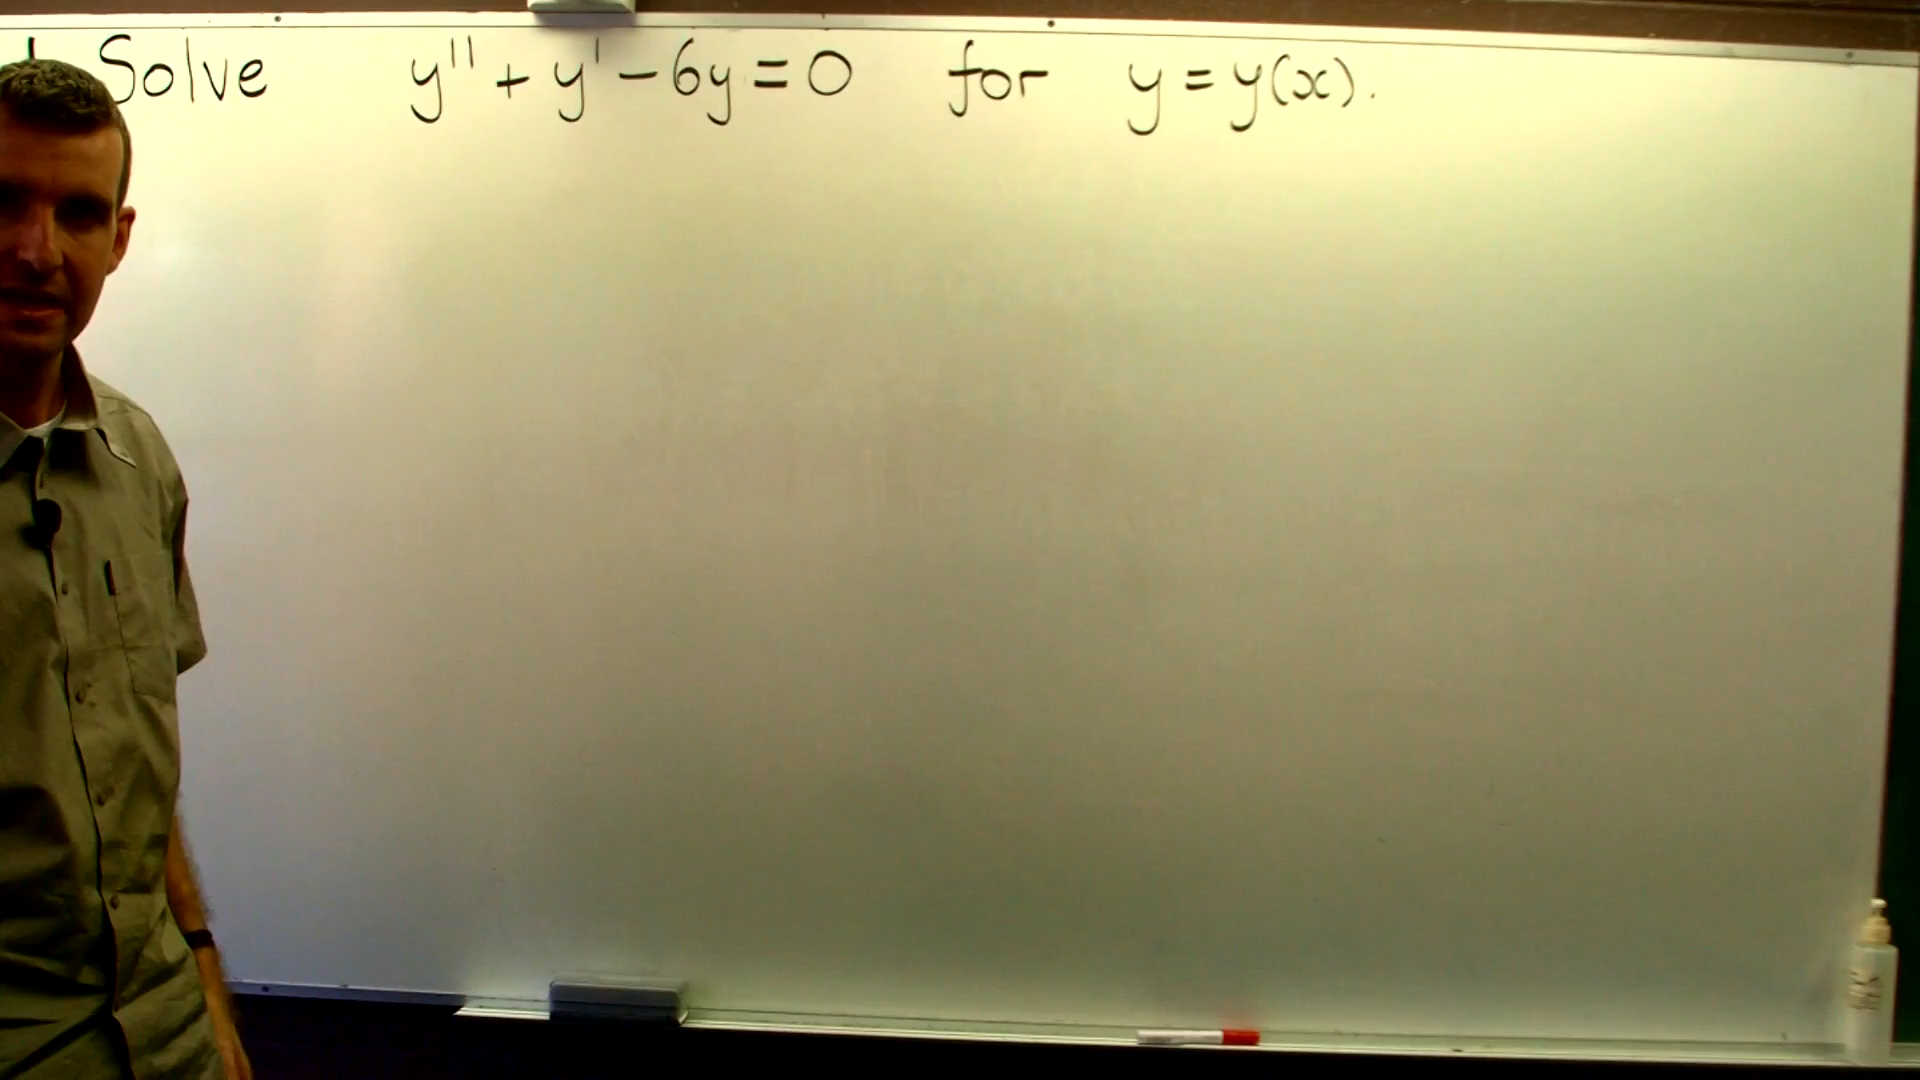 Solve y'' + y' - 6y = 0 for y = y(x).